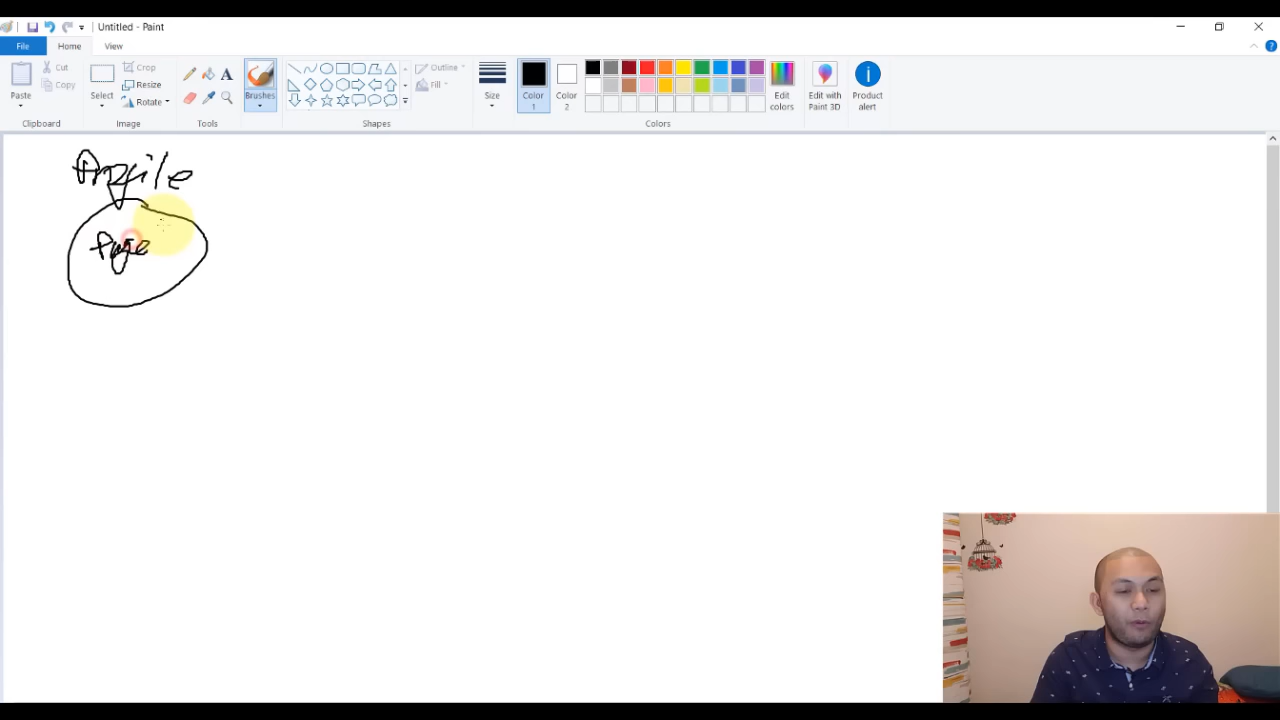 Untitled - Paint
File Home View
Cut
Copy
Paste
Clipboard
Crop
Resize
Rotate
Select
Image
Tools
Brushes
Outline
Fill
Shapes
Size
Color 1
Color 2
Edit colors
Colors
Edit with Paint 3D
Product alert
Profile
Page